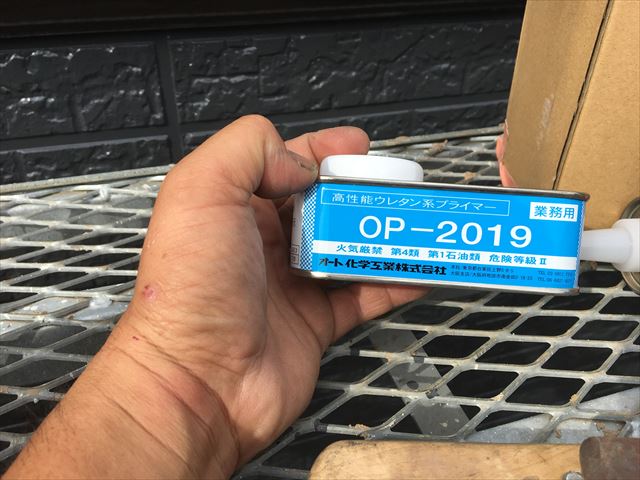 高性能ウレタン系プライマー
業務用
OP-2019
火気厳禁 第4類 第1石油類 危険等級Ⅱ
オート化学工業株式会社